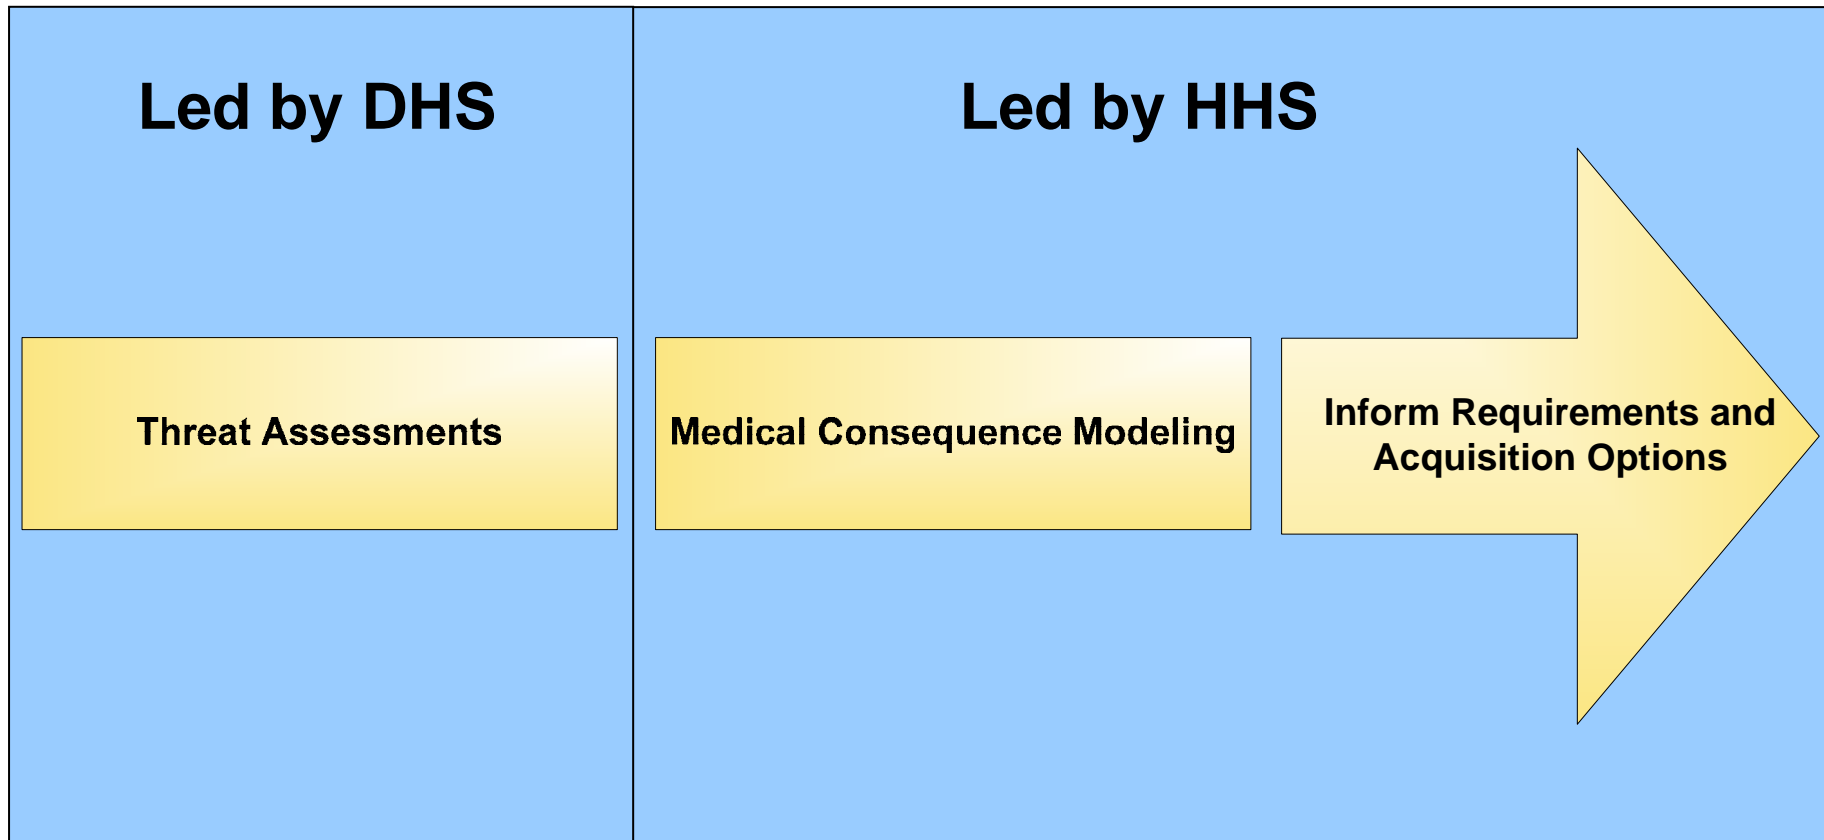 Led by DHS
Led by HHS
Threat Assessments
Medical Consequence Modeling
Inform Requirements and
Acquisition Options